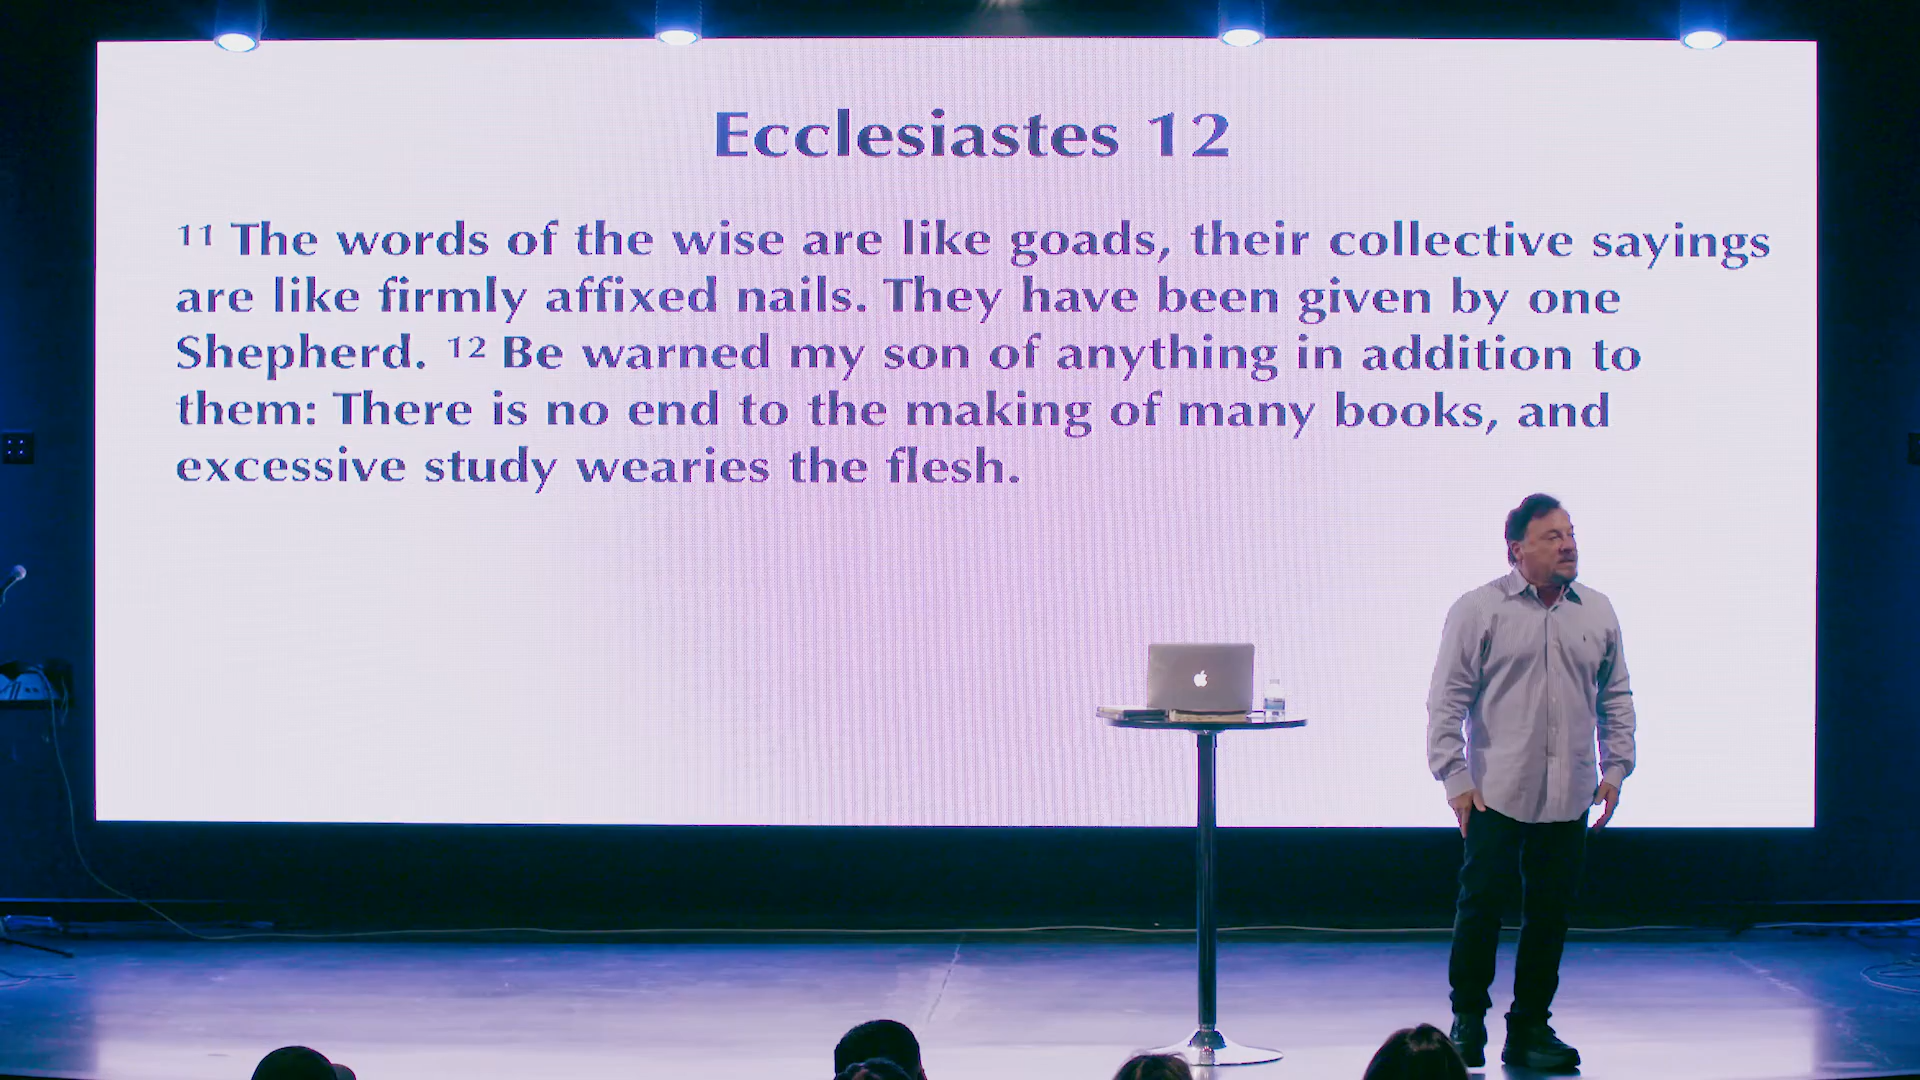 Ecclesiastes 12
¹¹ The words of the wise are like goads, their collective sayings
are like firmly affixed nails. They have been given by one
Shepherd. ¹² Be warned my son of anything in addition to
them: There is no end to the making of many books, and
excessive study wearies the flesh.